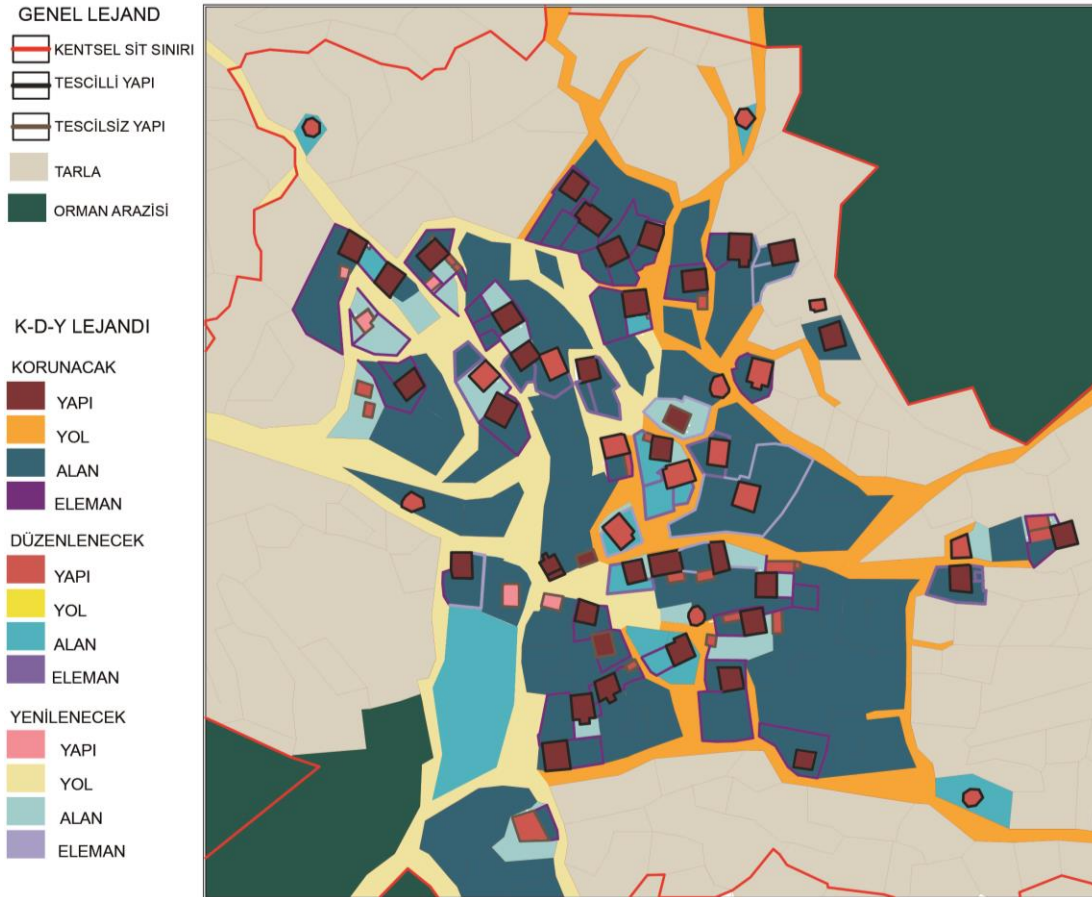 GENEL LEJAND
KENTSEL SİT SINIRI
TESCİLLİ YAPI
TESCİLSİZ YAPI
TARLA
ORMAN ARAZİSİ
K-D-Y LEJANDI
KORUNACAK
YAPI
YOL
ALAN
ELEMAN
DÜZENLENECEK
YAPI
YOL
ALAN
ELEMAN
YENİLENECEK
YAPI
YOL
ALAN
ELEMAN